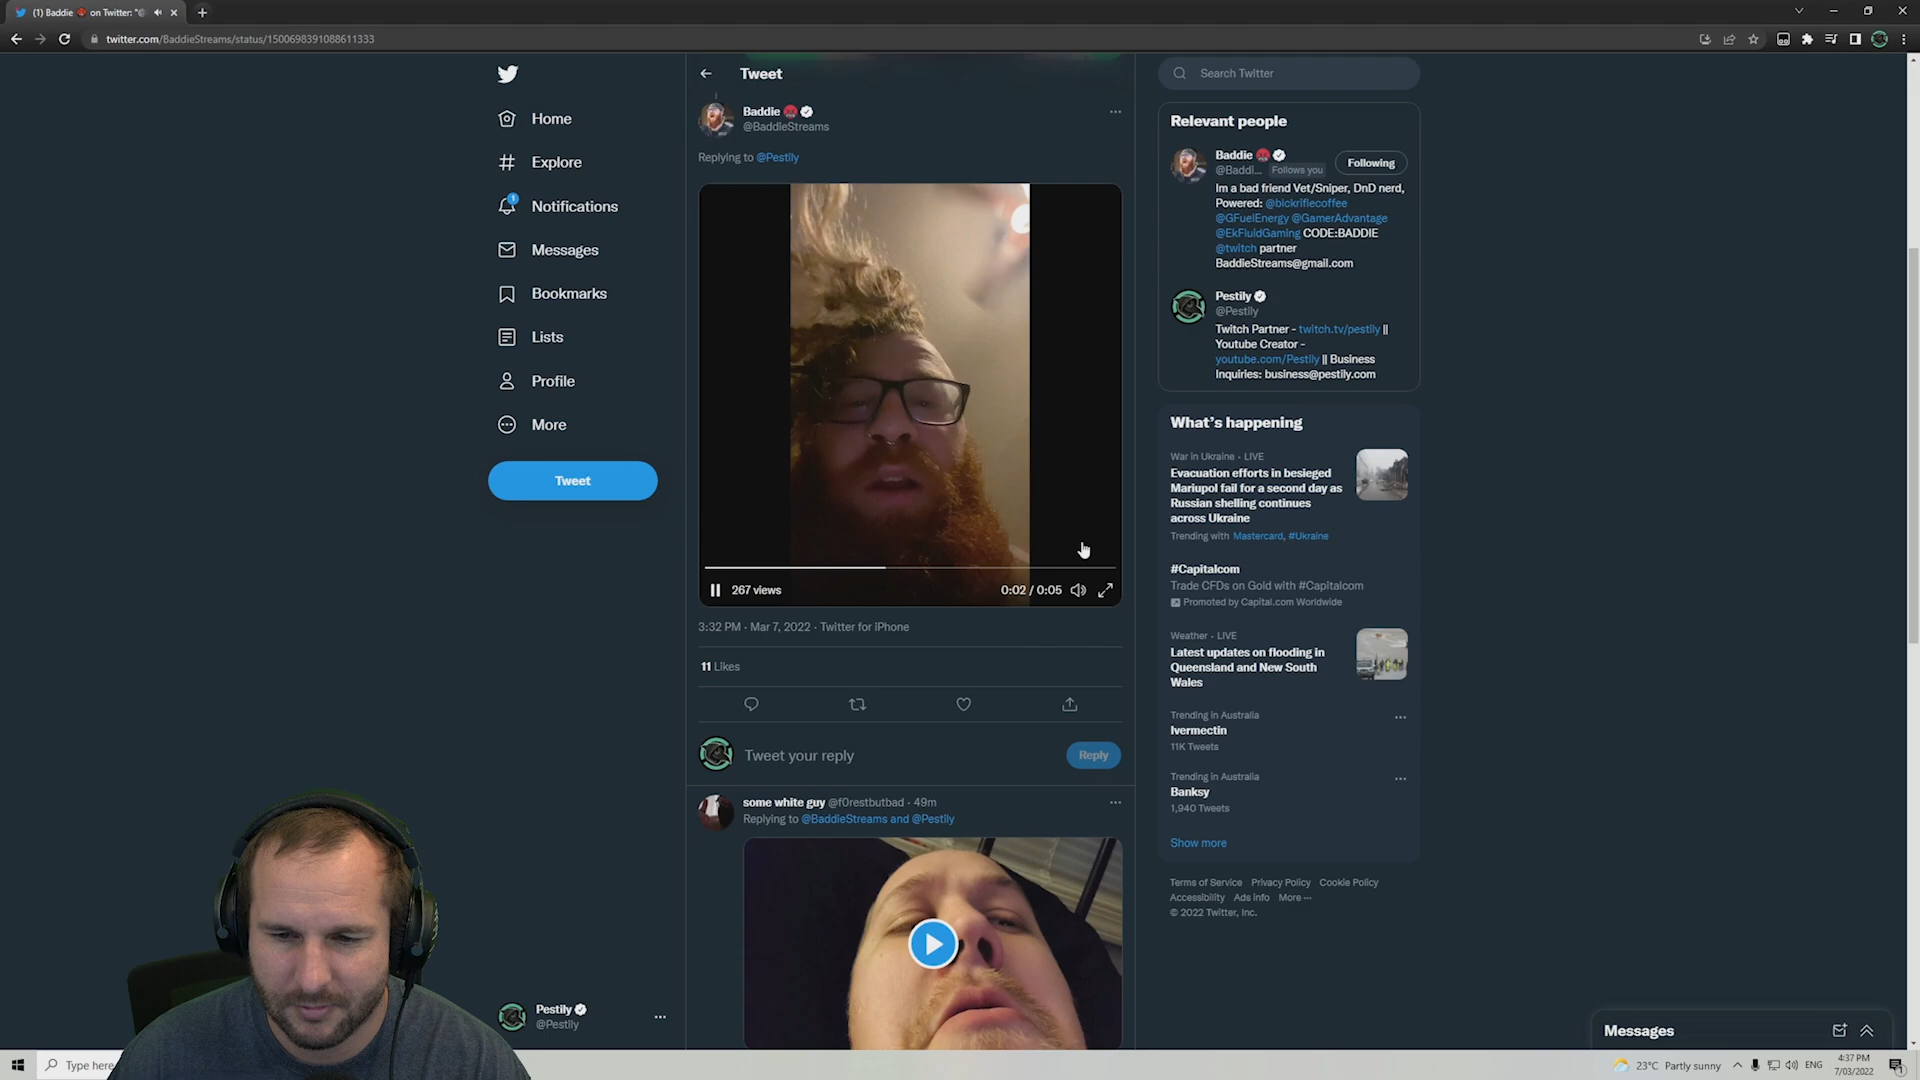 (1) Baddie on Twitter: "@
twitter.com/BaddieStreams/status/1500698391088611333
Home
Explore
1
Notifications
Messages
Bookmarks
Lists
Profile
More
Tweet
Pestily
@Pestily
Tweet
Baddie
@BaddieStreams
Replying to @Pestily
267 views
0:02 / 0:05
3:32 PM · Mar 7, 2022 · Twitter for iPhone
11 Likes
Tweet your reply
Reply
some white guy @f0restbutbad · 49m
Replying to @BaddieStreams and @Pestily
Search Twitter
Relevant people
Baddie
@Baddi... Follows you
Following
Im a bad friend Vet/Sniper, DnD nerd,
Powered: @blckriflecoffee
@GFuelEnergy @GamerAdvantage
@EkFluidGaming CODE:BADDIE
@twitch partner
BaddieStreams@gmail.com
Pestily
@Pestily
Twitch Partner - twitch.tv/pestily ||
Youtube Creator -
youtube.com/Pestily || Business
Inquiries: business@pestily.com
What's happening
War in Ukraine · LIVE
Evacuation efforts in besieged
Mariupol fail for a second day as
Russian shelling continues
across Ukraine
Trending with Mastercard, #Ukraine
#Capitalcom
Trade CFDs on Gold with #Capitalcom
Promoted by Capital.com Worldwide
Weather · LIVE
Latest updates on flooding in
Queensland and New South
Wales
Trending in Australia
Ivermectin
11K Tweets
Trending in Australia
Banksy
1,940 Tweets
Show more
Terms of Service Privacy Policy Cookie Policy
Accessibility Ads info More ···
© 2022 Twitter, Inc.
Messages
Type here
23°C Partly sunny
ENG
4:37 PM
7/03/2022